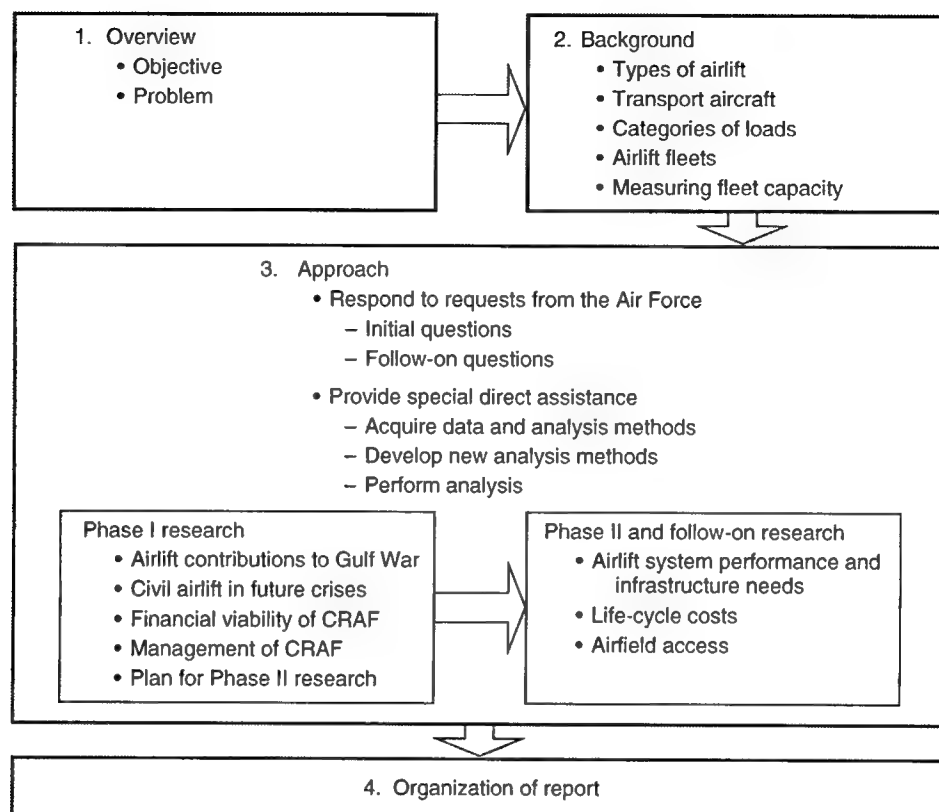 1. Overview
• Objective
• Problem
2. Background
• Types of airlift
• Transport aircraft
• Categories of loads
• Airlift fleets
• Measuring fleet capacity
3. Approach
• Respond to requests from the Air Force
– Initial questions
– Follow-on questions
• Provide special direct assistance
– Acquire data and analysis methods
– Develop new analysis methods
– Perform analysis
Phase I research
• Airlift contributions to Gulf War
• Civil airlift in future crises
• Financial viability of CRAF
• Management of CRAF
• Plan for Phase II research
Phase II and follow-on research
• Airlift system performance and
infrastructure needs
• Life-cycle costs
• Airfield access
4. Organization of report